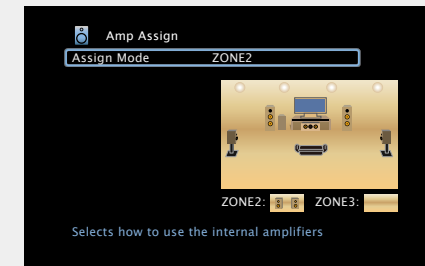 Amp Assign
Assign Mode ZONE2
ZONE2: ZONE3:
Selects how to use the internal amplifiers